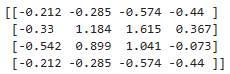 [[-0.212 -0.285 -0.574 -0.44 ]
[-0.33 1.184 1.615 0.367]
[-0.542 0.899 1.041 -0.073]
[-0.212 -0.285 -0.574 -0.44 ]]